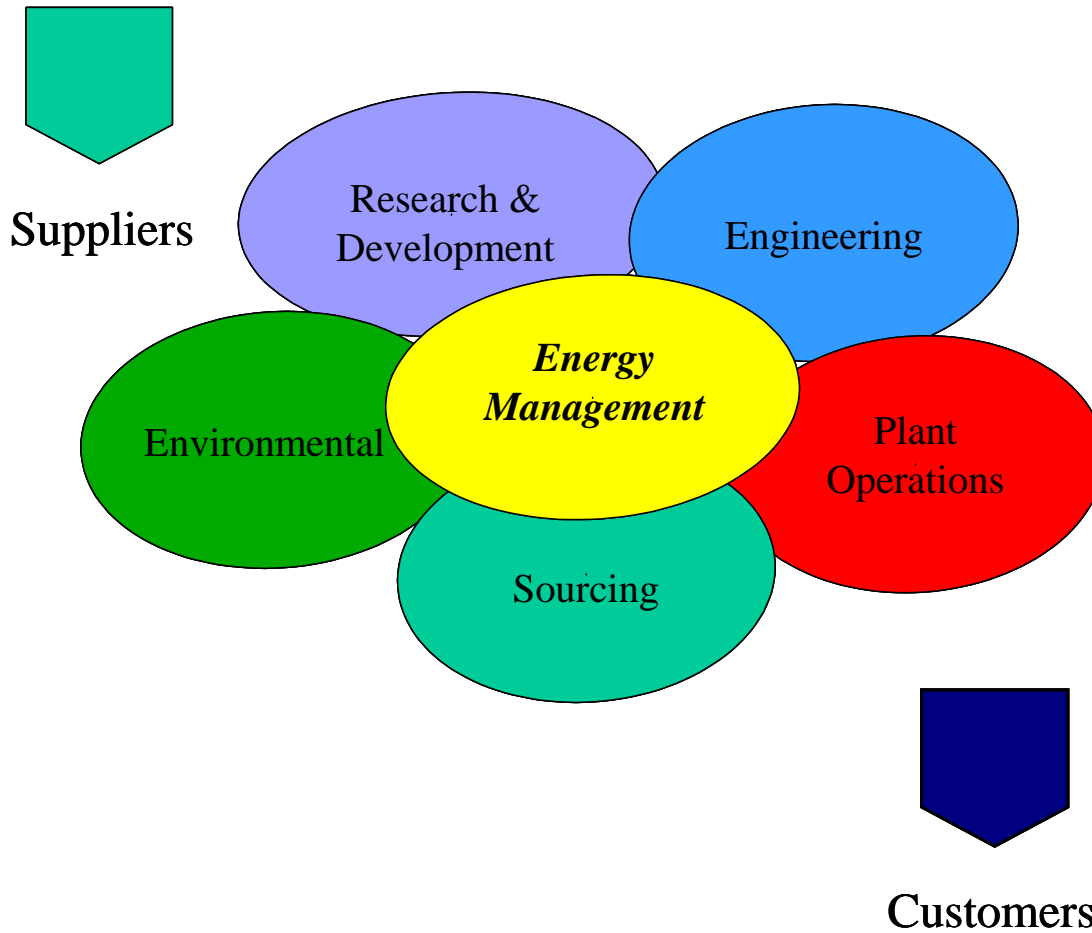 Suppliers
Research &
Development
Engineering
Energy
Management
Environmental
Plant
Operations
Sourcing
Customers